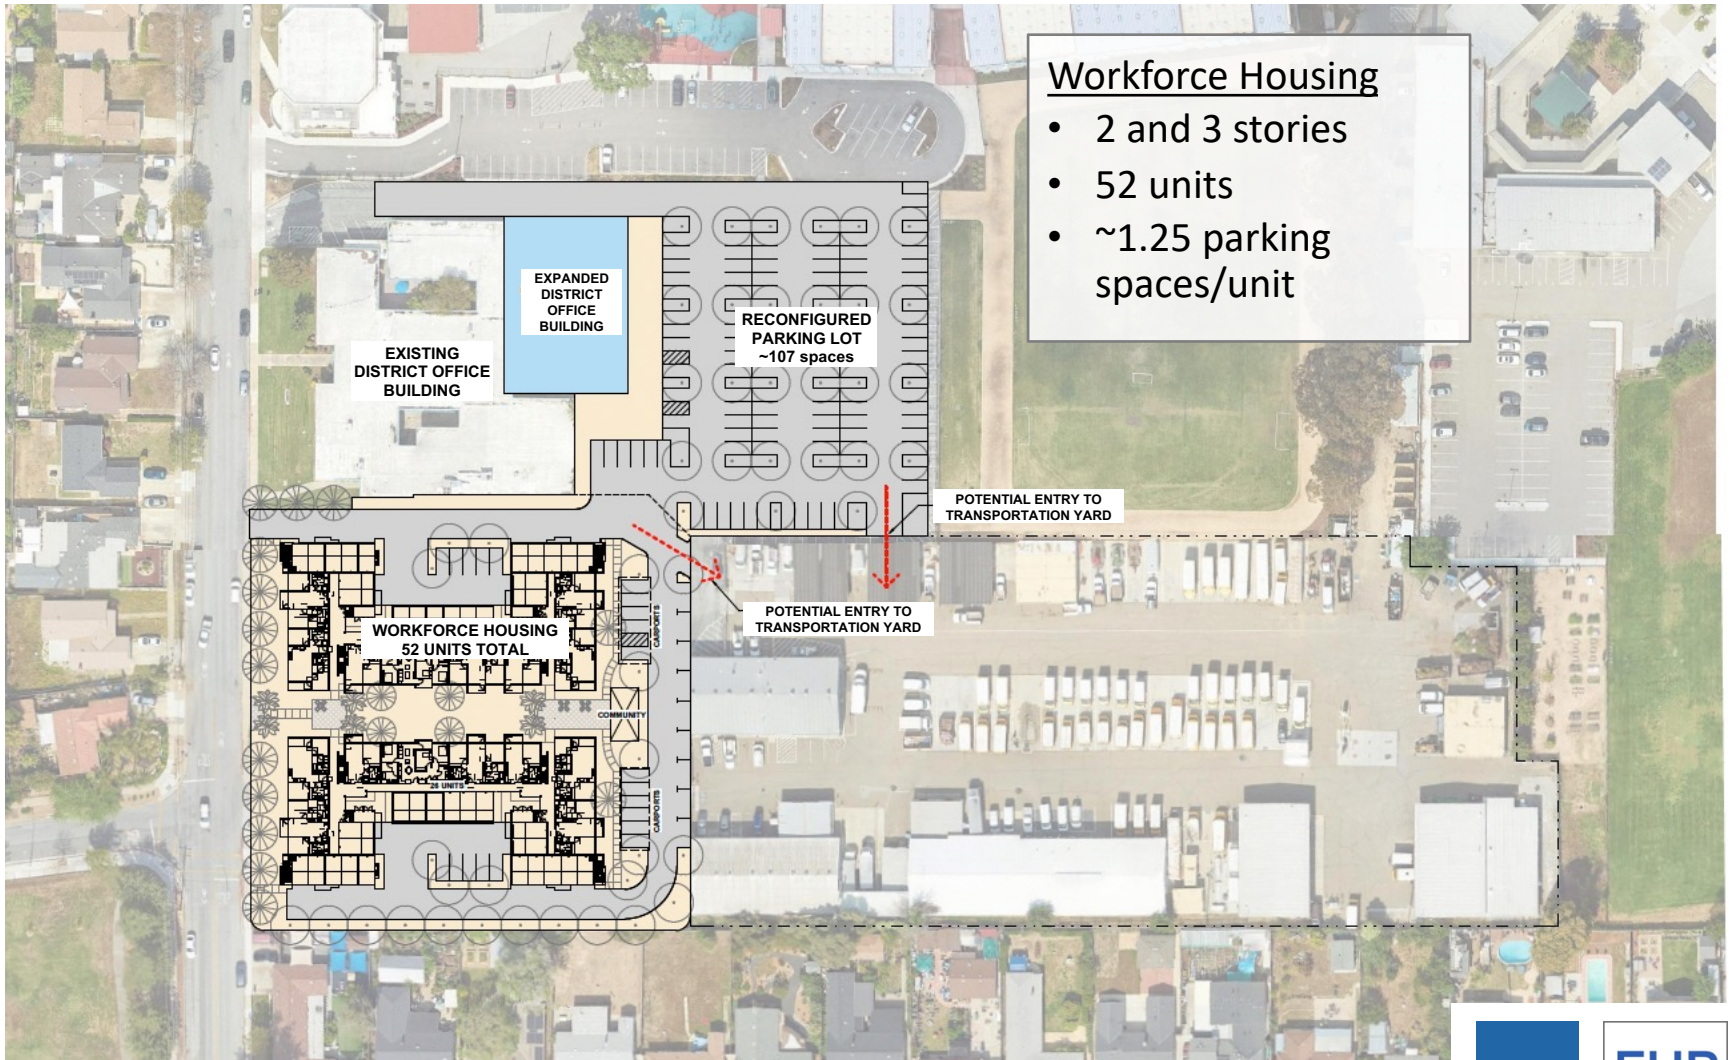 Workforce Housing
• 2 and 3 stories
• 52 units
• ~1.25 parking
spaces/unit
EXPANDED
DISTRICT
OFFICE
BUILDING
RECONFIGURED
PARKING LOT
~107 spaces
EXISTING
DISTRICT OFFICE
BUILDING
POTENTIAL ENTRY TO
TRANSPORTATION YARD
POTENTIAL ENTRY TO
TRANSPORTATION YARD
WORKFORCE HOUSING
52 UNITS TOTAL
CARPORTS
COMMUNITY
26 UNITS
CARPORTS